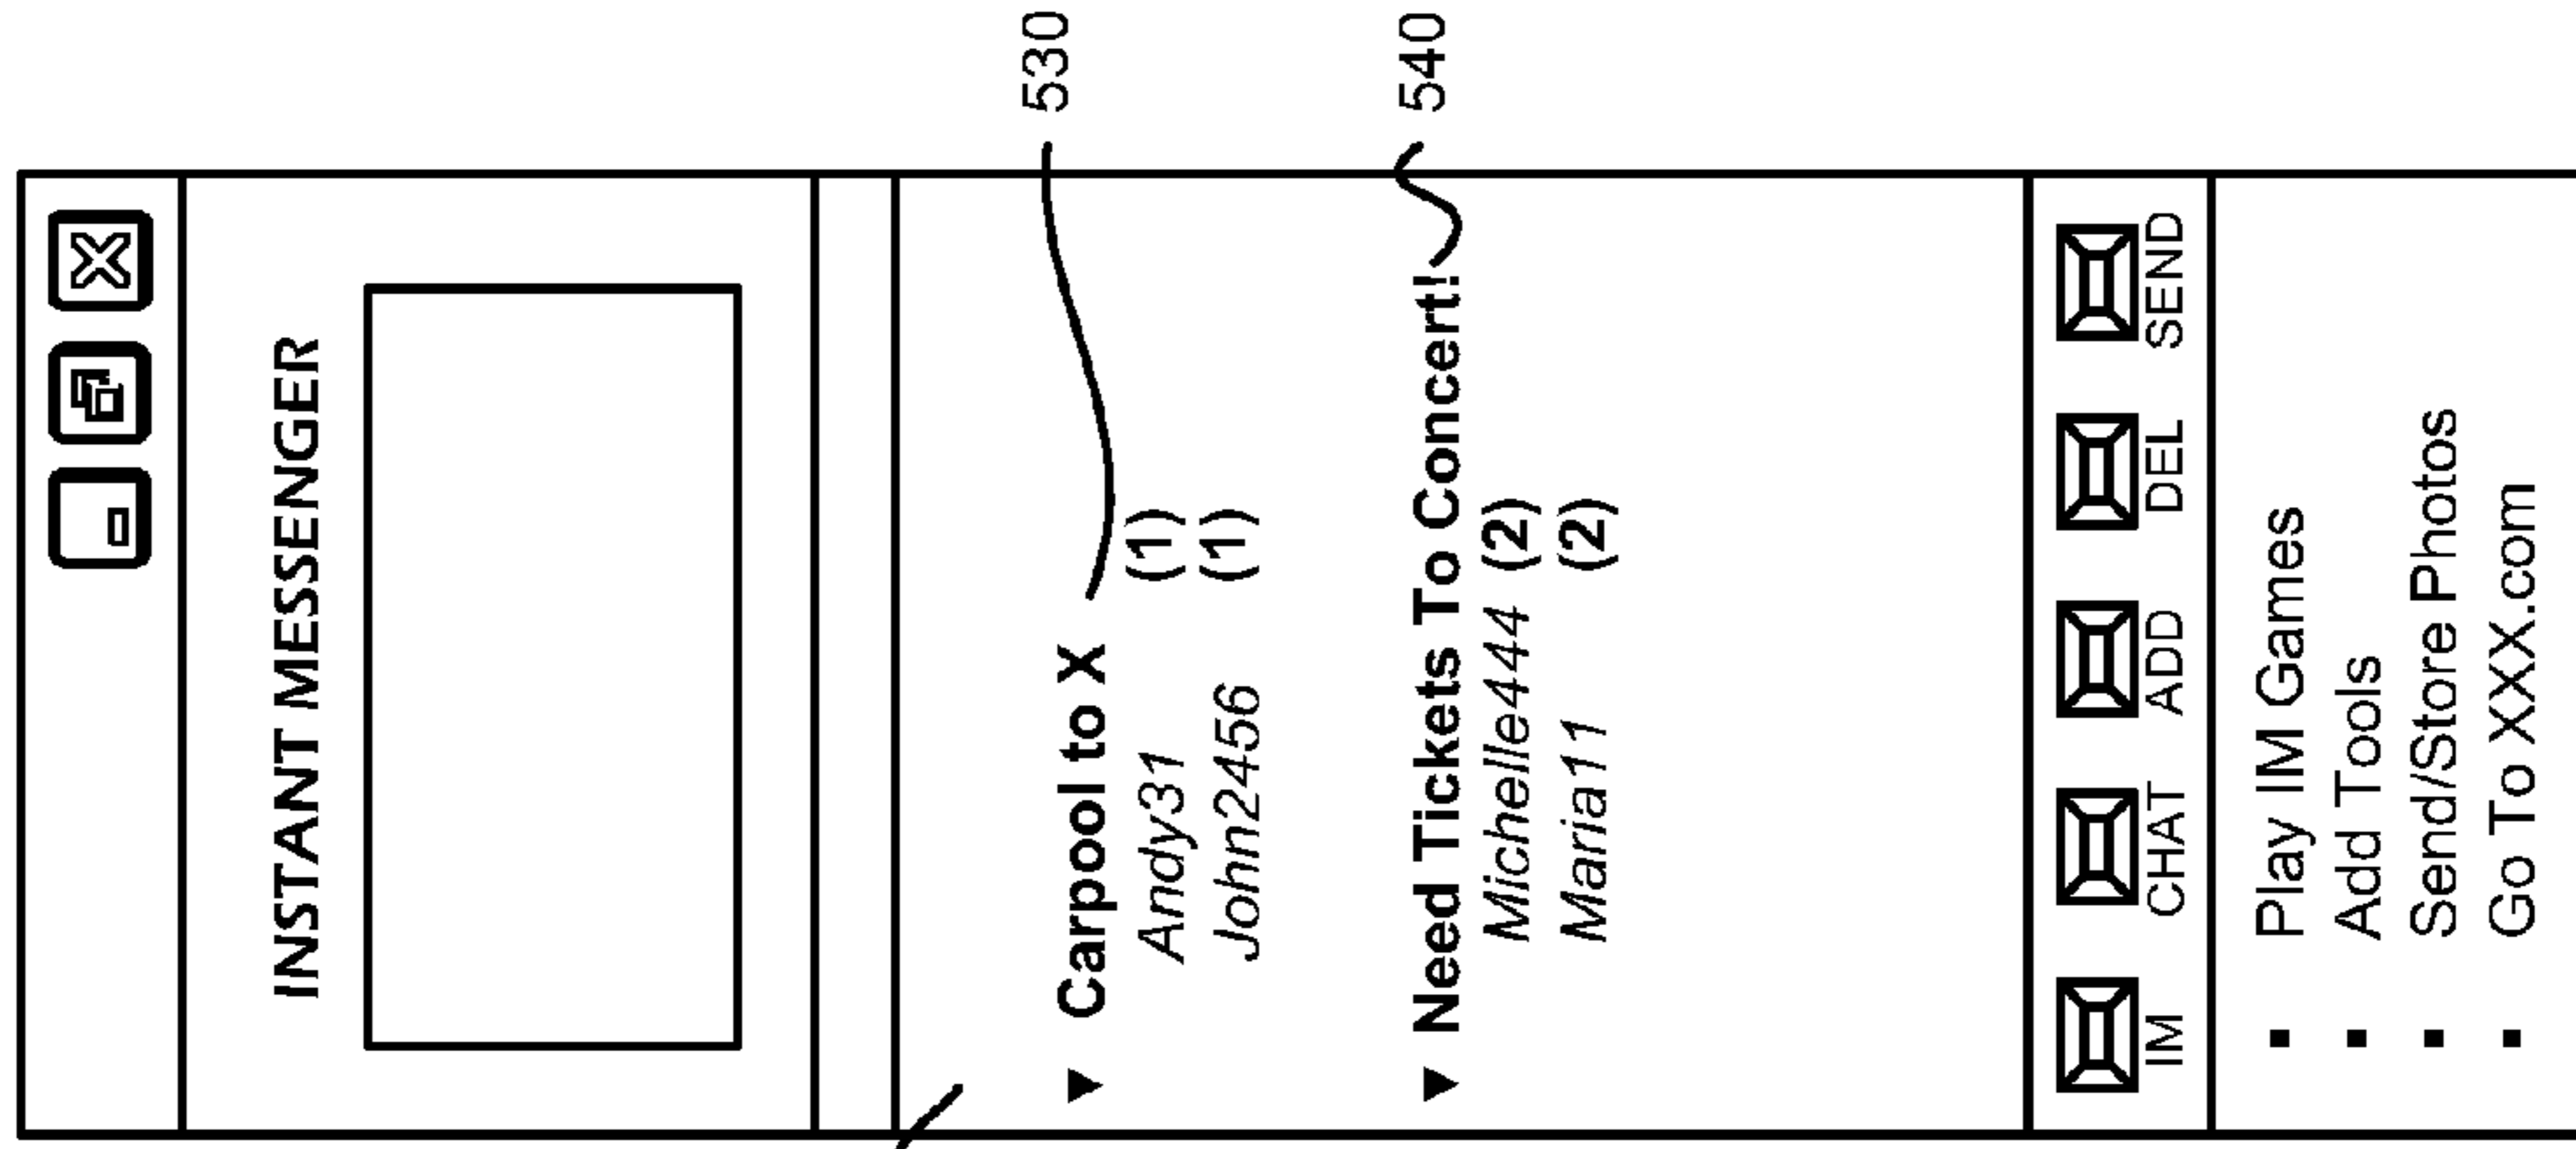 INSTANT MESSENGER
▼ Carpool to X 530
Andy31 (1)
John2456 (1)
▼ Need Tickets To Concert! 540
Michelle444 (2)
Maria11 (2)
IM CHAT ADD DEL SEND
▪ Play IM Games
▪ Add Tools
▪ Send/Store Photos
▪ Go To XXX.com